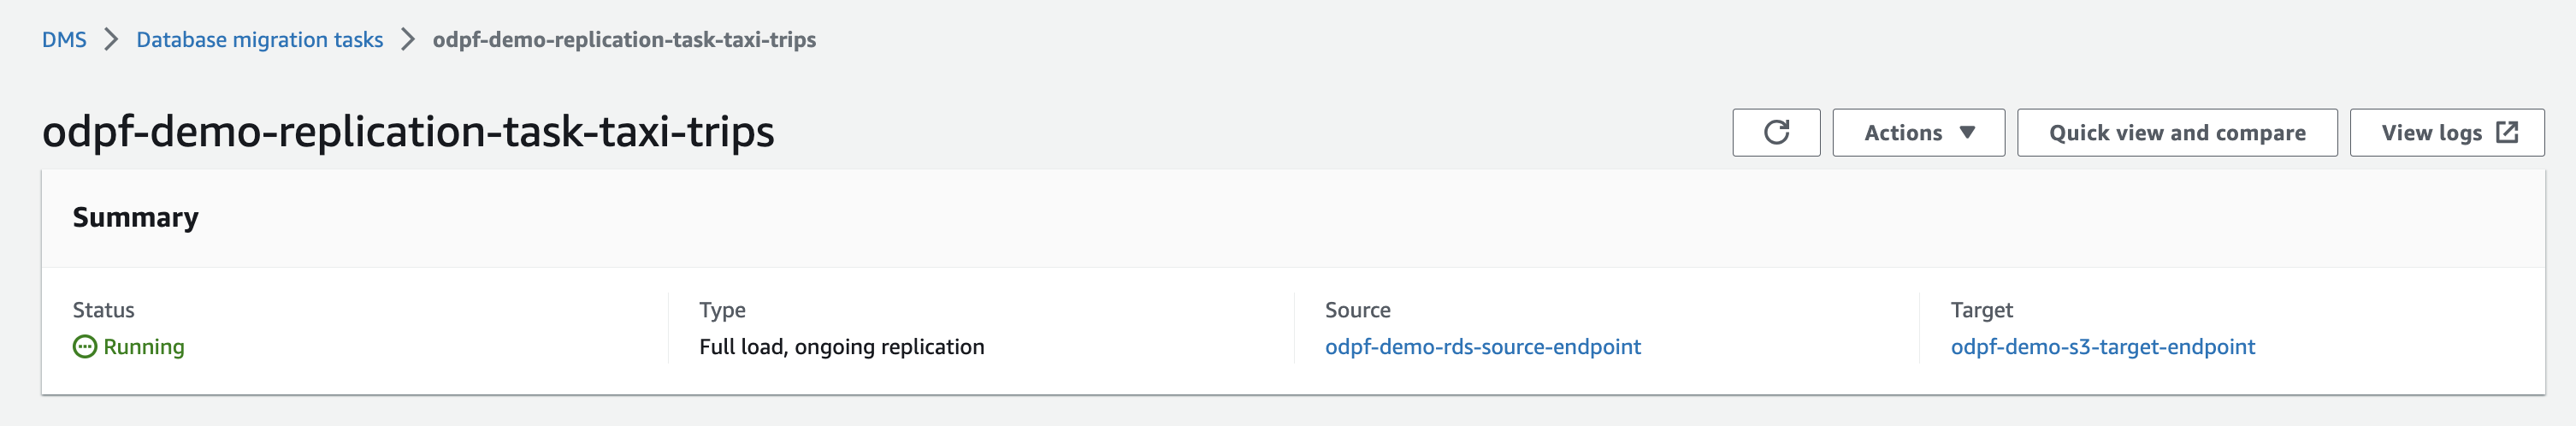 DMS > Database migration tasks > odpf-demo-replication-task-taxi-trips
odpf-demo-replication-task-taxi-trips
Actions Quick view and compare View logs
Summary
Status Type Source Target
Running Full load, ongoing replication odpf-demo-rds-source-endpoint odpf-demo-s3-target-endpoint